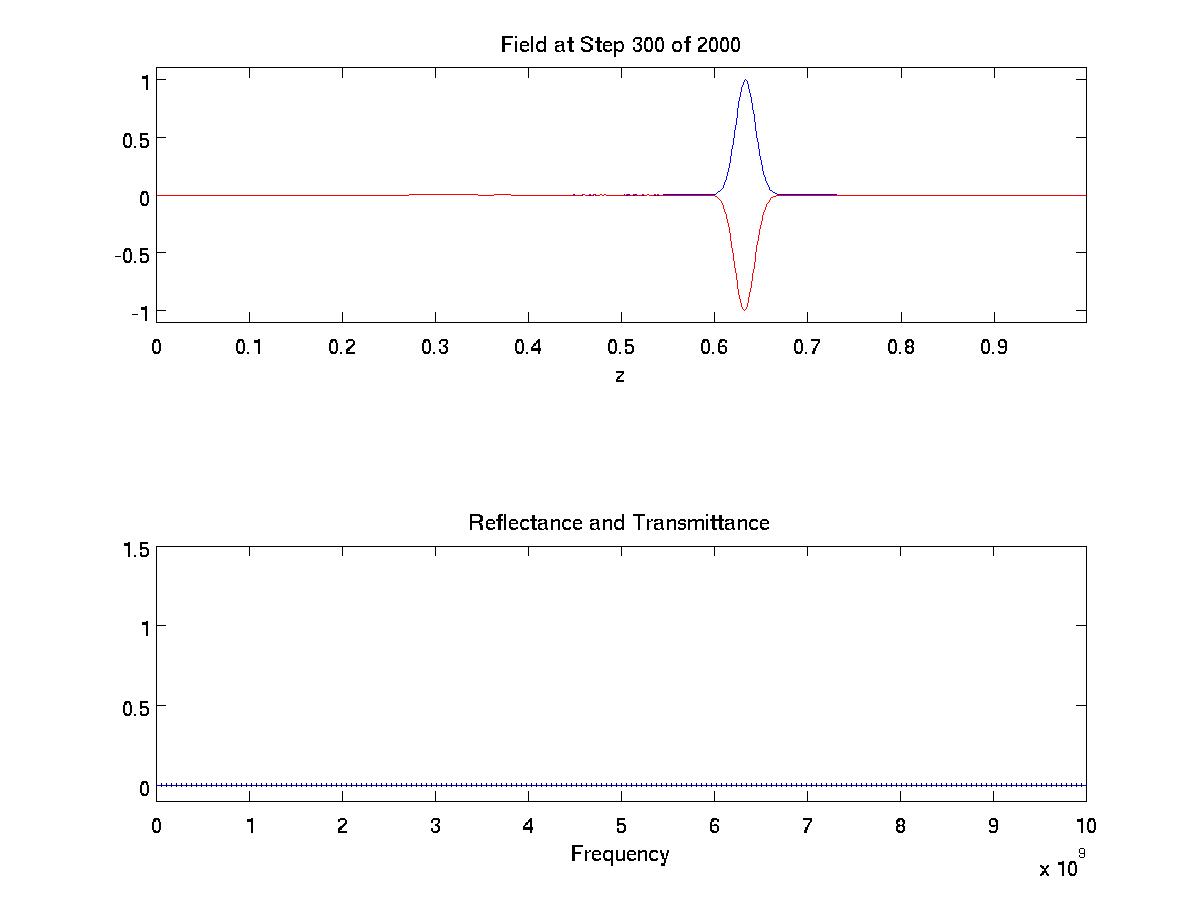 Field at Step 300 of 2000
1
0.5
0
-0.5
-1
0 0.1 0.2 0.3 0.4 0.5 0.6 0.7 0.8 0.9
z
Reflectance and Transmittance
1.5
1
0.5
0
0 1 2 3 4 5 6 7 8 9 10
Frequency
x 10^9